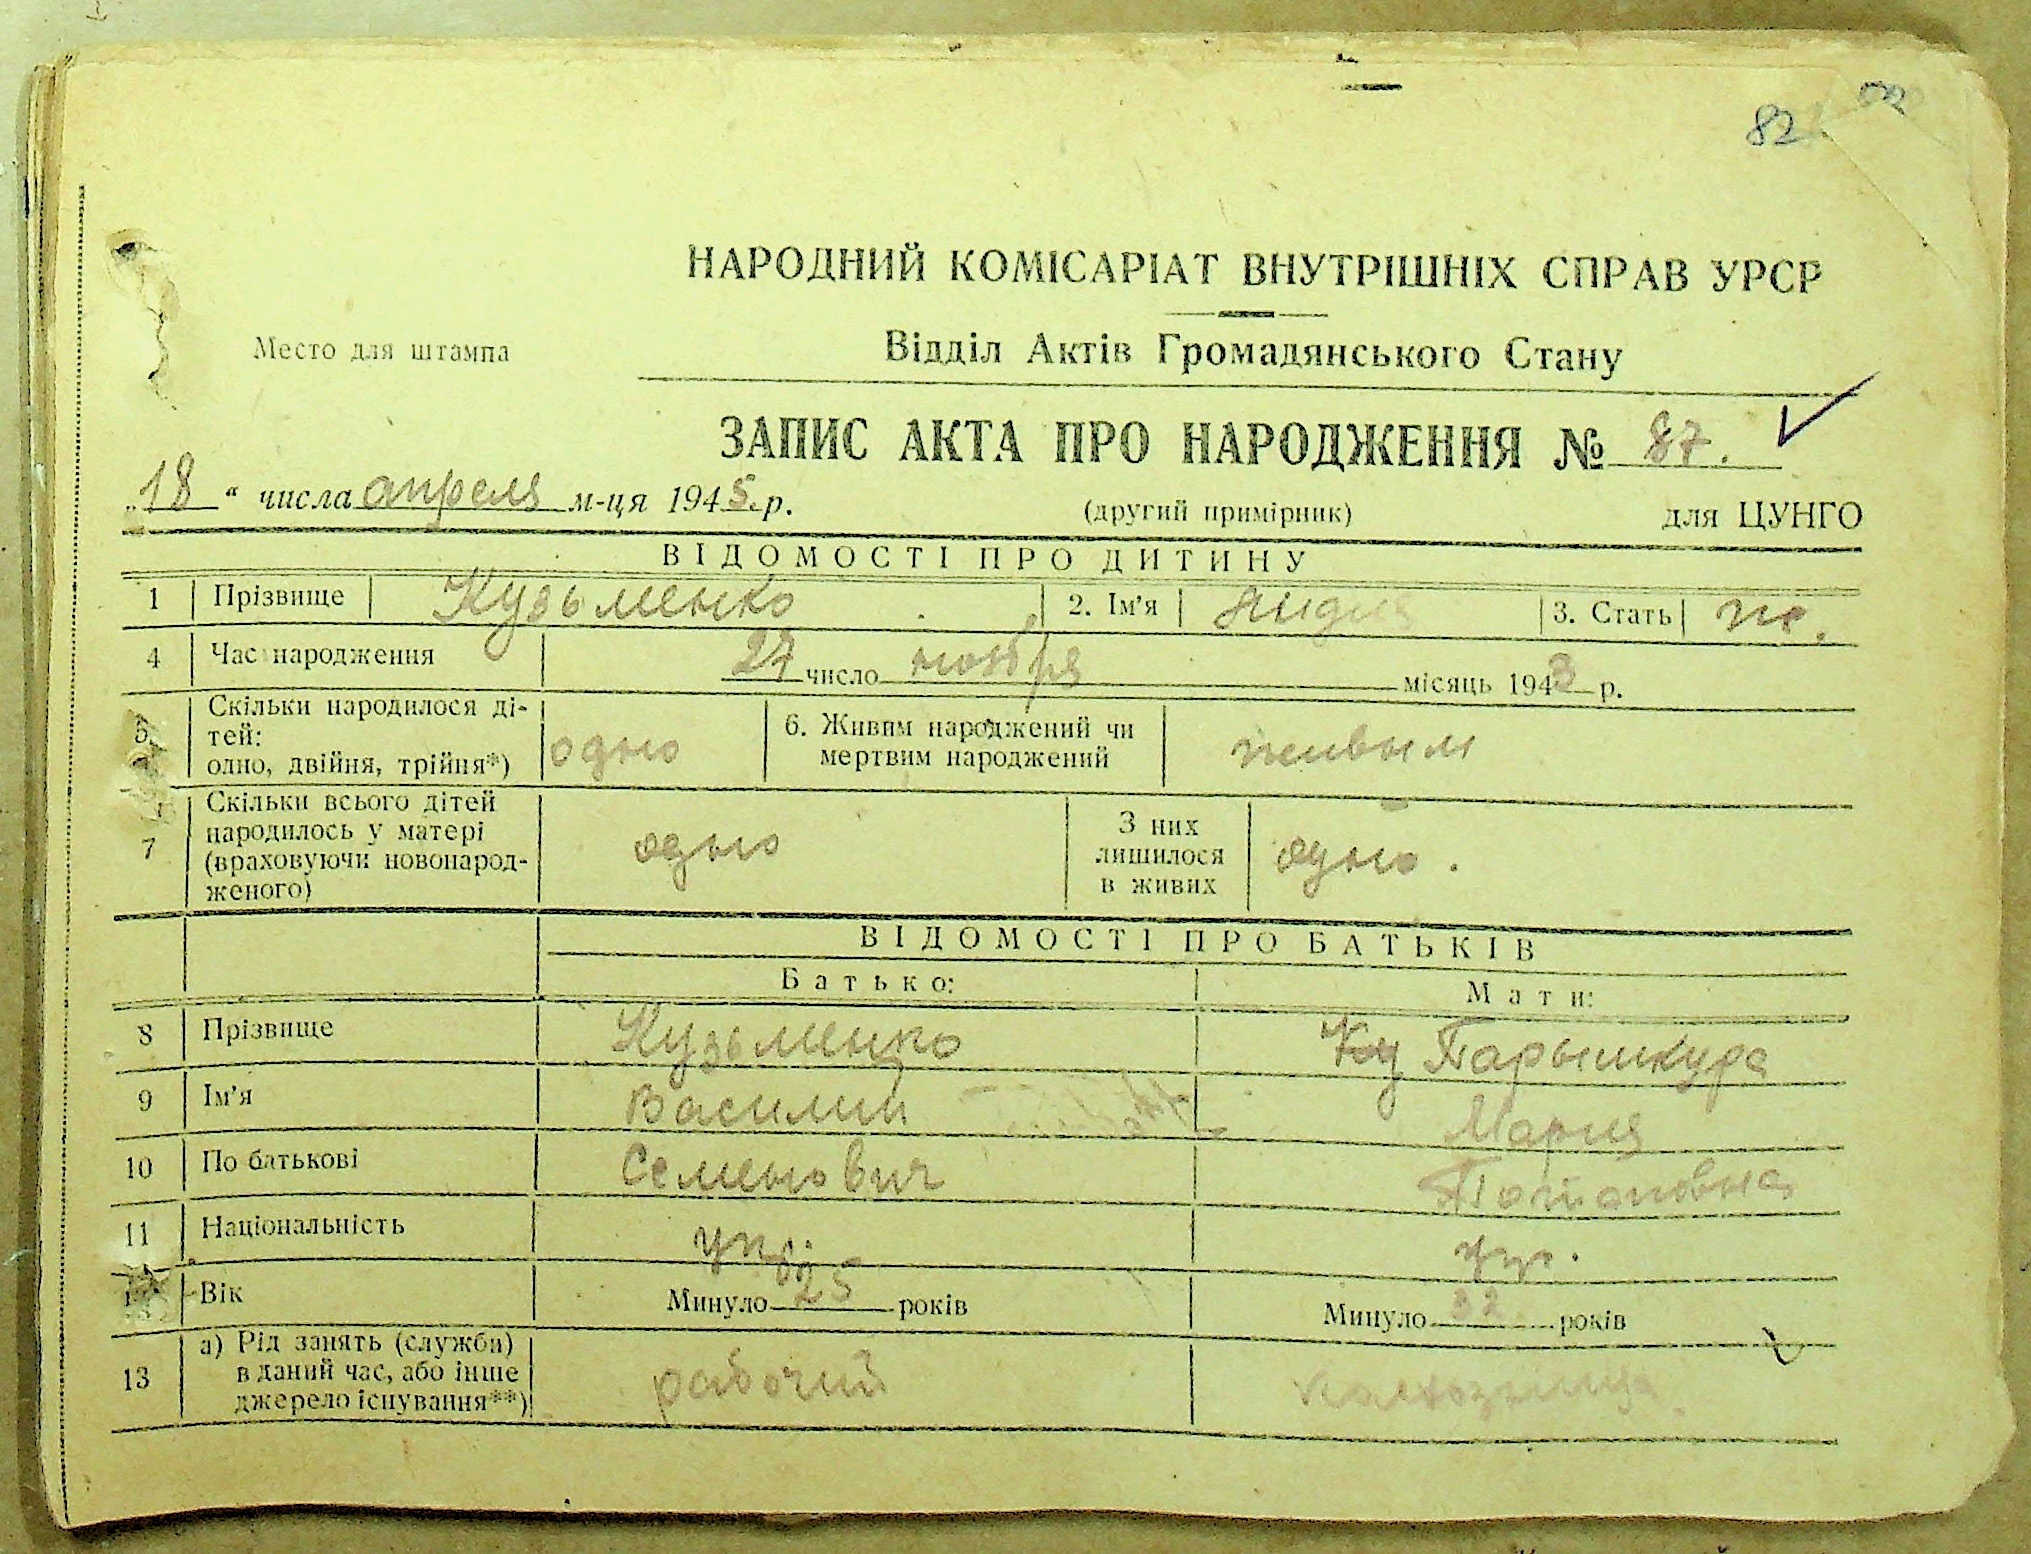 82
НАРОДНИЙ КОМІСАРІАТ ВНУТРІШНІХ СПРАВ УРСР
Место для штампа
Відділ Актів Громадянського Стану
ЗАПИС АКТА ПРО НАРОДЖЕННЯ № 87.
„18“ числа апреля м-ця 1945 р.
(другий примірник) для ЦУНГО
ВІДОМОСТІ ПРО ДИТИНУ
1 Прізвище Кузьменко 2. Ім'я Лидия 3. Стать ж.
4 Час народження 27 число ноября місяць 1943 р.
5. Скільки народилося дітей: одно, двійня, трійня*) одно 6. Живим народжений чи мертвим народжений живым
7 Скільки всього дітей народилось у матері (враховуючи новонародженого) одно З них лишилося в живих одно.
ВІДОМОСТІ ПРО БАТЬКІВ
Батько: Мати:
8 Прізвище Кузьменко Парымкура
9 Ім'я Василий Мария
10 По батькові Семенович Потаповна
11 Національність укр. укр.
Вік Минуло 25 років Минуло років
13 а) Рід занять (служба) в даний час, або інше джерело існування**) рабочий колхозница